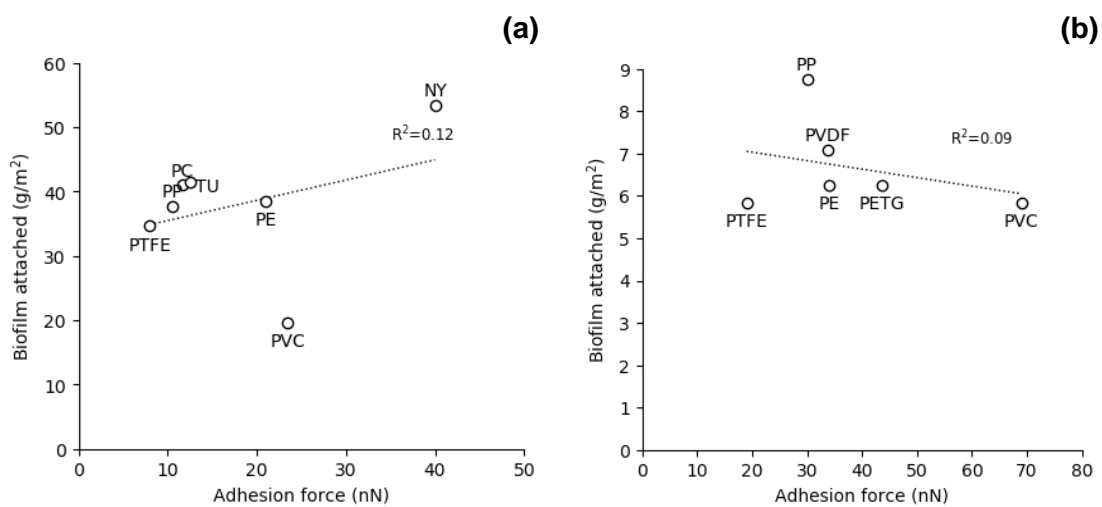 (a)
60
50
40
30
20
10
0
Biofilm attached (g/m²)
NY
R²=0.12
PC
TU
PP
PE
PTFE
PVC
0 10 20 30 40 50
Adhesion force (nN)
(b)
9
8
7
6
5
4
3
2
1
0
Biofilm attached (g/m²)
PP
R²=0.09
PVDF
PTFE
PE
PETG
PVC
0 10 20 30 40 50 60 70 80
Adhesion force (nN)